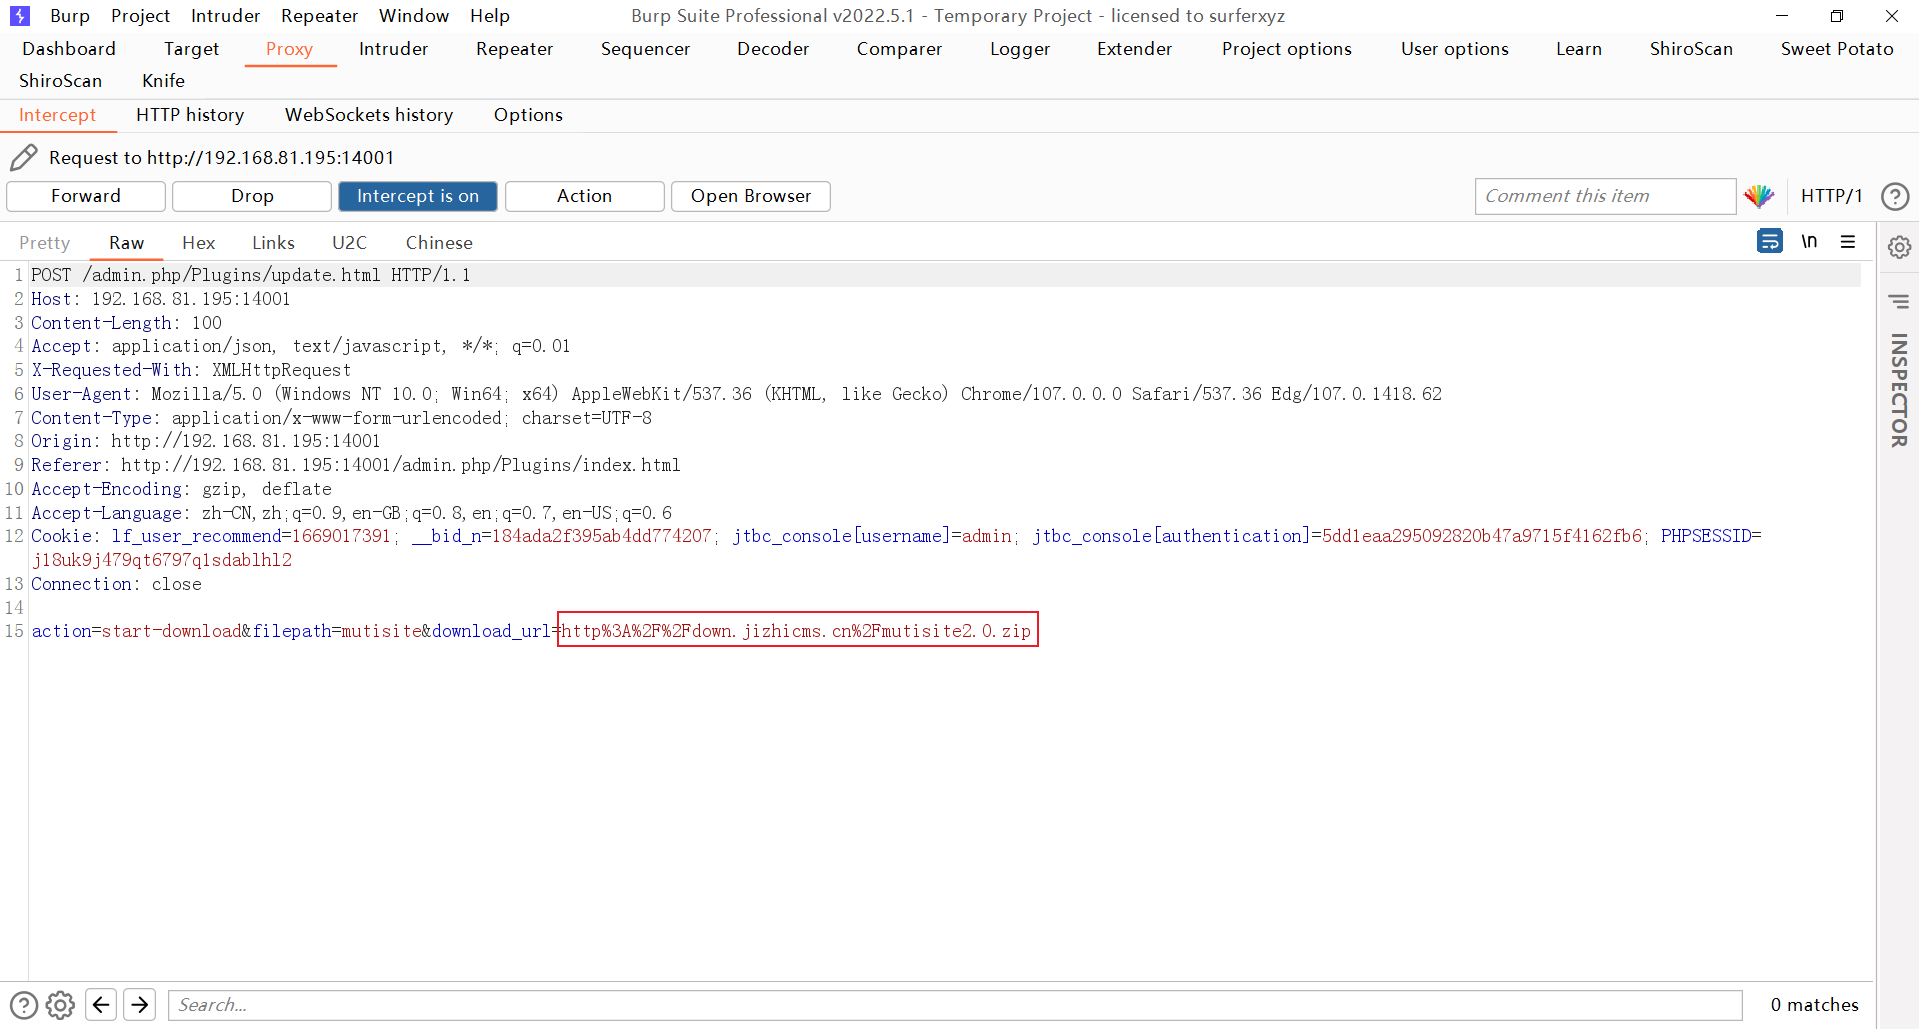 Burp Project Intruder Repeater Window Help Burp Suite Professional v2022.5.1 - Temporary Project - licensed to surferxyz
Dashboard Target Proxy Intruder Repeater Sequencer Decoder Comparer Logger Extender Project options User options Learn ShiroScan Sweet Potato
ShiroScan Knife
Intercept HTTP history WebSockets history Options
Request to http://192.168.81.195:14001
Forward Drop Intercept is on Action Open Browser Comment this item HTTP/1 ?
Pretty Raw Hex Links U2C Chinese \n
1 POST /admin.php/Plugins/update.html HTTP/1.1
2 Host: 192.168.81.195:14001
3 Content-Length: 100
4 Accept: application/json, text/javascript, */*; q=0.01
5 X-Requested-With: XMLHttpRequest
6 User-Agent: Mozilla/5.0 (Windows NT 10.0; Win64; x64) AppleWebKit/537.36 (KHTML, like Gecko) Chrome/107.0.0.0 Safari/537.36 Edg/107.0.1418.62
7 Content-Type: application/x-www-form-urlencoded; charset=UTF-8
8 Origin: http://192.168.81.195:14001
9 Referer: http://192.168.81.195:14001/admin.php/Plugins/index.html
10 Accept-Encoding: gzip, deflate
11 Accept-Language: zh-CN,zh;q=0.9,en-GB;q=0.8,en;q=0.7,en-US;q=0.6
12 Cookie: lf_user_recommend=1669017391; __bid_n=184ada2f395ab4dd774207; jtbc_console[username]=admin; jtbc_console[authentication]=5dd1eaa295092820b47a9715f4162fb6; PHPSESSID=
j18uk9j479qt6797q1sdablhl2
13 Connection: close
14
15 action=start-download&filepath=mutisite&download_url=http%3A%2F%2Fdown.jizhicms.cn%2Fmutisite2.0.zip
INSPECTOR
? Search... 0 matches